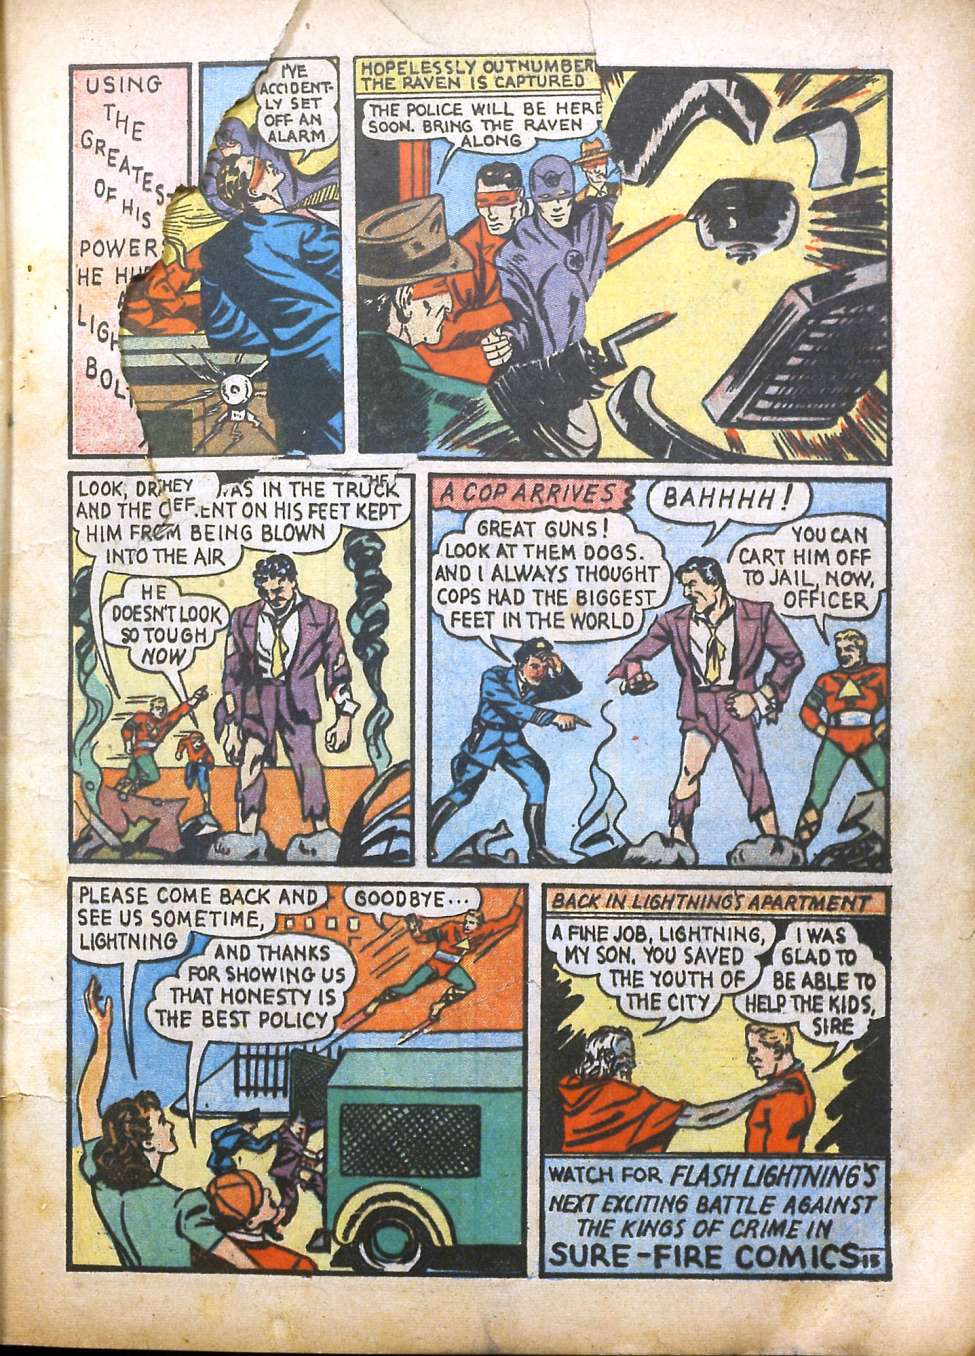 USING
THE
GREATES
OF HIS
POWER
HE HU
A
LIGH
BOL
I'VE
ACCIDENT-
LY SET
OFF AN
ALARM
HOPELESSLY OUTNUMBER
THE RAVEN IS CAPTURED
THE POLICE WILL BE HERE
SOON. BRING THE RAVEN
ALONG
LOOK, DR HEY WAS IN THE TRUCK
AND THE C EF. ENT ON HIS FEET KEPT
HIM FROM BEING BLOWN
INTO THE AIR
HE
DOESN'T LOOK
SO TOUGH
NOW
A COP ARRIVES
GREAT GUNS!
LOOK AT THEM DOGS.
AND I ALWAYS THOUGHT
COPS HAD THE BIGGEST
FEET IN THE WORLD
BAHHHH!
YOU CAN
CART HIM OFF
TO JAIL, NOW,
OFFICER
PLEASE COME BACK AND
SEE US SOMETIME,
LIGHTNING
AND THANKS
FOR SHOWING US
THAT HONESTY IS
THE BEST POLICY
GOODBYE...
BACK IN LIGHTNING'S APARTMENT
A FINE JOB, LIGHTNING,
MY SON. YOU SAVED
THE YOUTH OF
THE CITY
I WAS
GLAD TO
BE ABLE TO
HELP THE KIDS,
SIRE
WATCH FOR FLASH LIGHTNING'S
NEXT EXCITING BATTLE AGAINST
THE KINGS OF CRIME IN
SURE-FIRE COMICS
15